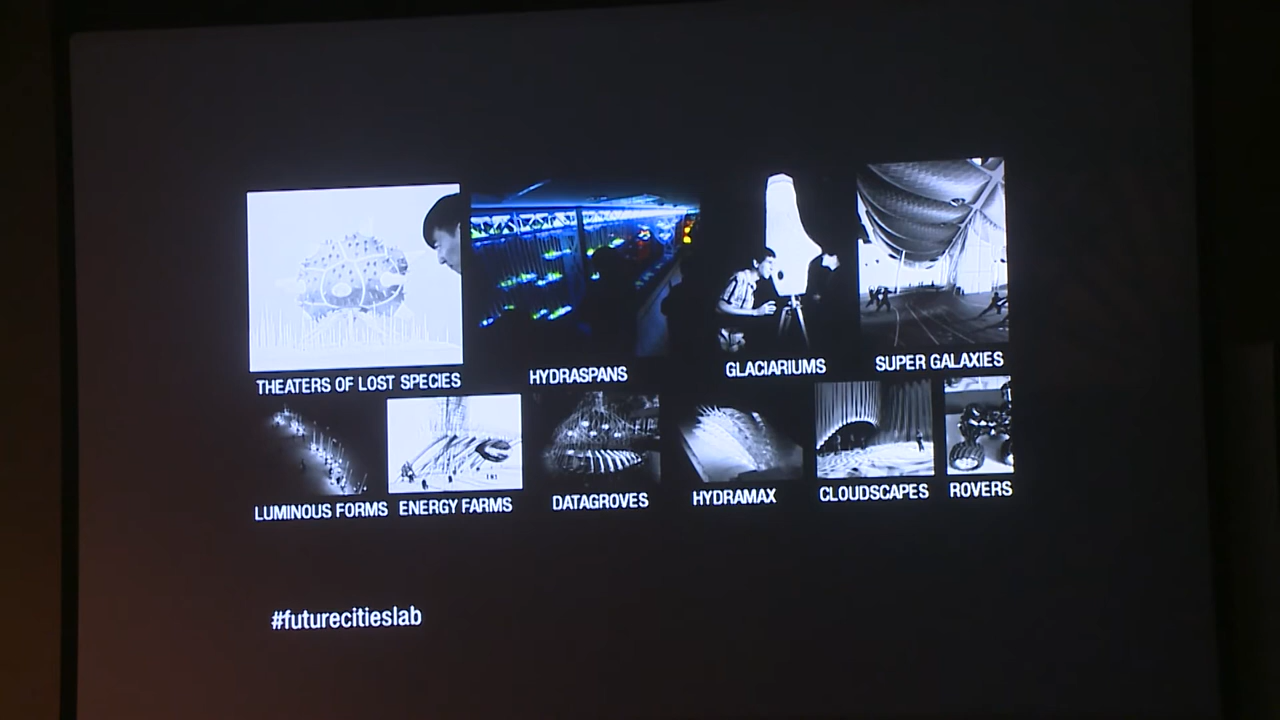 THEATERS OF LOST SPECIES
HYDRASPANS
GLACIARIUMS
SUPER GALAXIES
LUMINOUS FORMS
ENERGY FARMS
DATAGROVES
HYDRAMAX
CLOUDSCAPES
ROVERS
#futurecitieslab